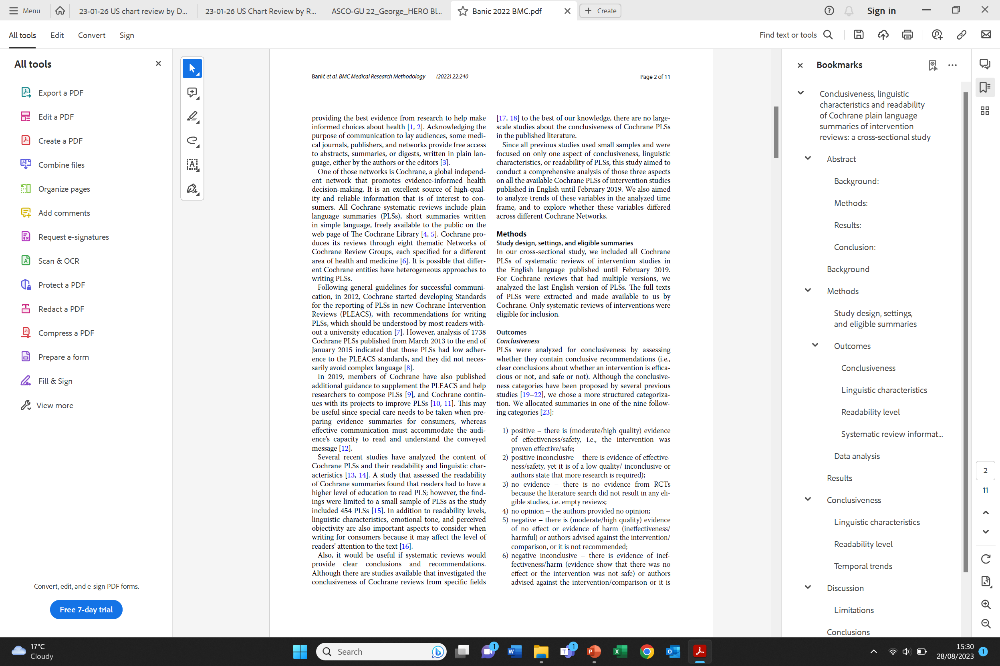 Menu
23-01-26 US chart review by D...
23-01-26 US Chart Review by R...
ASCO-GU 22_George_HERO Bl...
Banic 2022 BMC.pdf
Create
Sign in
All tools
Edit
Convert
Sign
Find text or tools
All tools
Export a PDF
Edit a PDF
Create a PDF
Combine files
Organize pages
Add comments
Request e-signatures
Scan & OCR
Protect a PDF
Redact a PDF
Compress a PDF
Prepare a form
Fill & Sign
View more
Convert, edit, and e-sign PDF forms.
Free 7-day trial
Banić et al. BMC Medical Research Methodology (2022) 22:240
Page 2 of 11
providing the best evidence from research to help make
informed choices about health [1, 2]. Acknowledging the
purpose of communication to lay audiences, some medi-
cal journals, publishers, and networks provide free access
to abstracts, summaries, or digests, written in plain lan-
guage, either by the authors or the editors [3].
One of those networks is Cochrane, a global independ-
ent network that promotes evidence-informed health
decision-making. It is an excellent source of high-qual-
ity and reliable information that is of interest to con-
sumers. All Cochrane systematic reviews include plain
language summaries (PLSs), short summaries written
in simple language, freely available to the public on the
web page of The Cochrane Library [4, 5]. Cochrane pro-
duces its reviews through eight thematic Networks of
Cochrane Review Groups, each specified for a different
area of health and medicine [6]. It is possible that differ-
ent Cochrane entities have heterogeneous approaches to
writing PLSs.
Following general guidelines for successful communi-
cation, in 2012, Cochrane started developing Standards
for the reporting of PLSs in new Cochrane Intervention
Reviews (PLEACS), with recommendations for writing
PLSs, which should be understood by most readers with-
out a university education [7]. However, analysis of 1738
Cochrane PLSs published from March 2013 to the end of
January 2015 indicated that those PLSs had low adher-
ence to the PLEACS standards, and they did not neces-
sarily avoid complex language [8].
In 2019, members of Cochrane have also published
additional guidance to supplement the PLEACS and help
researchers to compose PLSs [9], and Cochrane contin-
ues with its projects to improve PLSs [10, 11]. This may
be useful since special care needs to be taken when pre-
paring evidence summaries for consumers, whereas
effective communication must accommodate the audi-
ence's capacity to read and understand the conveyed
message [12].
Several recent studies have analyzed the content of
Cochrane PLSs and their readability and linguistic char-
acteristics [13, 14]. A study that assessed the readability
of Cochrane summaries found that readers had to have a
higher level of education to read PLS; however, the find-
ings were limited to a small sample of PLSs as the study
included 454 PLSs [15]. In addition to readability levels,
linguistic characteristics, emotional tone, and perceived
objectivity are also important aspects to consider when
writing for consumers because it may affect the level of
readers' attention to the text [16].
Also, it would be useful if systematic reviews would
provide clear conclusions and recommendations.
Although there are studies available that investigated the
conclusiveness of Cochrane reviews from specific fields
[17, 18] to the best of our knowledge, there are no large-
scale studies about the conclusiveness of Cochrane PLSs
in the published literature.
Since all previous studies used small samples and were
focused on only one aspect of conclusiveness, linguistic
characteristics, or readability of PLSs, this study aimed to
conduct a comprehensive analysis of those three aspects
on all the available Cochrane PLSs of intervention studies
published in English until February 2019. We also aimed
to analyze trends of these variables in the analyzed time
frame, and to explore whether these variables differed
across different Cochrane Networks.
Methods
Study design, settings, and eligible summaries
In our cross-sectional study, we included all Cochrane
PLSs of systematic reviews of intervention studies in
the English language published until February 2019.
For Cochrane reviews that had multiple versions, we
analyzed the last English version of PLSs. The full texts
of PLSs were extracted and made available to us by
Cochrane. Only systematic reviews of interventions were
eligible for inclusion.
Outcomes
Conclusiveness
PLSs were analyzed for conclusiveness by assessing
whether they contain conclusive recommendations (i.e.,
clear conclusions about whether an intervention is effica-
cious or not, and safe or not). Although the conclusive-
ness categories have been proposed by several previous
studies [19–22], we chose a more structured categoriza-
tion. We allocated summaries in one of the nine follow-
ing categories [23]:
1) positive – there is (moderate/high quality) evidence
of effectiveness/safety, i.e., the intervention was
proven effective/safe;
2) positive inconclusive – there is evidence of effective-
ness/safety, yet it is of a low quality/ inconclusive or
authors state that more research is required);
3) no evidence – there is no evidence from RCTs
because the literature search did not result in any eli-
gible studies, i.e. empty reviews;
4) no opinion – the authors provided no opinion;
5) negative – there is (moderate/high quality) evidence
of no effect or evidence of harm (ineffectiveness/
harmful) or authors advised against the intervention/
comparison, or it is not recommended;
6) negative inconclusive – there is evidence of inef-
fectiveness/harm (evidence show that there was no
effect or the intervention was not safe) or authors
advised against the intervention/comparison or it is
Bookmarks
Conclusiveness, linguistic
characteristics and readability
of Cochrane plain language
summaries of intervention
reviews: a cross-sectional study
Abstract
Background:
Methods:
Results:
Conclusion:
Background
Methods
Study design, settings,
and eligible summaries
Outcomes
Conclusiveness
Linguistic characteristics
Readability level
Systematic review informat...
Data analysis
Results
Conclusiveness
Linguistic characteristics
Readability level
Temporal trends
Discussion
Limitations
Conclusions
2
11
17°C
Cloudy
Search
1
1
15:30
28/08/2023
1